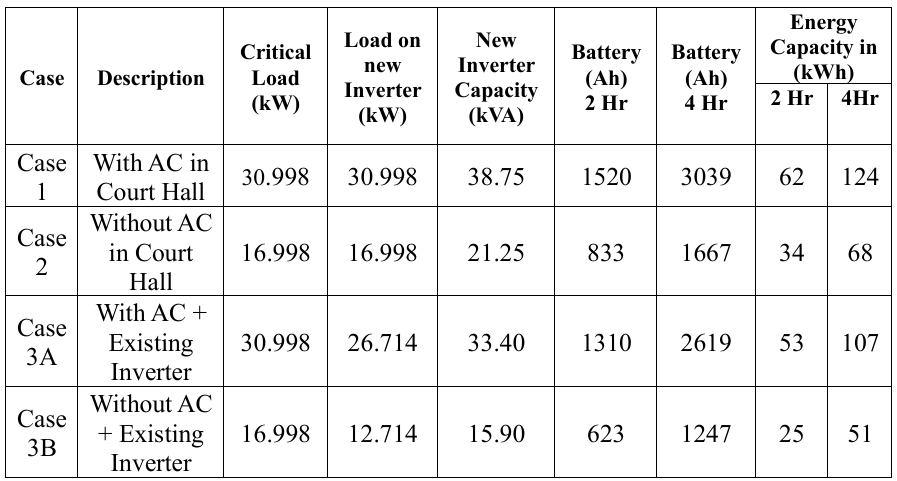 Case Description Critical Load (kW) Load on new Inverter (kW) New Inverter Capacity (kVA) Battery (Ah) 2 Hr Battery (Ah) 4 Hr Energy Capacity in (kWh)
2 Hr 4Hr
Case 1 With AC in Court Hall 30.998 30.998 38.75 1520 3039 62 124
Case 2 Without AC in Court Hall 16.998 16.998 21.25 833 1667 34 68
Case 3A With AC + Existing Inverter 30.998 26.714 33.40 1310 2619 53 107
Case 3B Without AC + Existing Inverter 16.998 12.714 15.90 623 1247 25 51